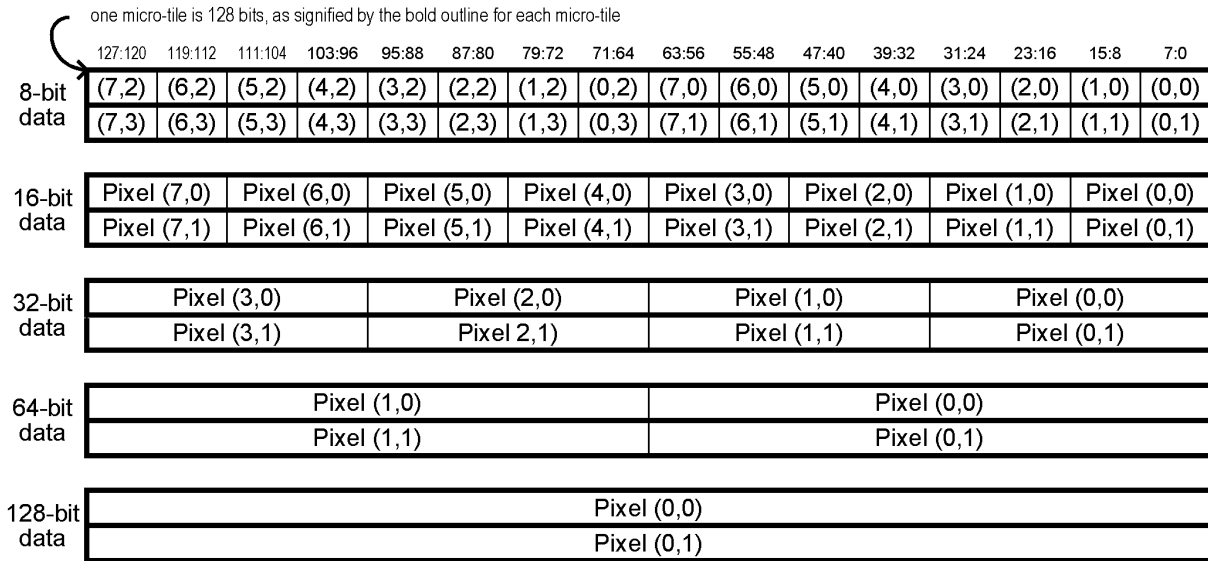 one micro-tile is 128 bits, as signified by the bold outline for each micro-tile
127:120 119:112 111:104 103:96 95:88 87:80 79:72 71:64 63:56 55:48 47:40 39:32 31:24 23:16 15:8 7:0
8-bit data
(7,2) (6,2) (5,2) (4,2) (3,2) (2,2) (1,2) (0,2) (7,0) (6,0) (5,0) (4,0) (3,0) (2,0) (1,0) (0,0)
(7,3) (6,3) (5,3) (4,3) (3,3) (2,3) (1,3) (0,3) (7,1) (6,1) (5,1) (4,1) (3,1) (2,1) (1,1) (0,1)
16-bit data
Pixel (7,0) Pixel (6,0) Pixel (5,0) Pixel (4,0) Pixel (3,0) Pixel (2,0) Pixel (1,0) Pixel (0,0)
Pixel (7,1) Pixel (6,1) Pixel (5,1) Pixel (4,1) Pixel (3,1) Pixel (2,1) Pixel (1,1) Pixel (0,1)
32-bit data
Pixel (3,0) Pixel (2,0) Pixel (1,0) Pixel (0,0)
Pixel (3,1) Pixel 2,1) Pixel (1,1) Pixel (0,1)
64-bit data
Pixel (1,0) Pixel (0,0)
Pixel (1,1) Pixel (0,1)
128-bit data
Pixel (0,0)
Pixel (0,1)